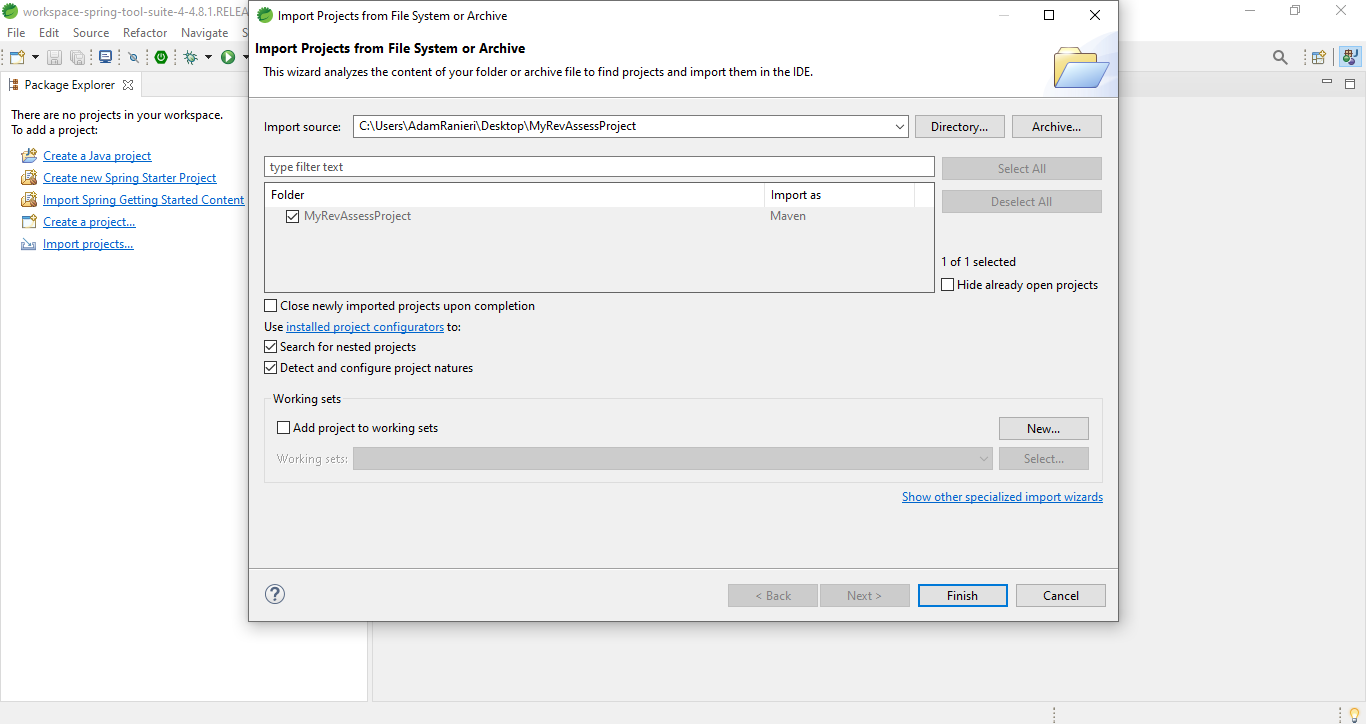 workspace-spring-tool-suite-4-4.8.1.RELEA
File Edit Source Refactor Navigate S
Package Explorer
There are no projects in your workspace.
To add a project:
Create a Java project
Create new Spring Starter Project
Import Spring Getting Started Content
Create a project...
Import projects...
Import Projects from File System or Archive
Import Projects from File System or Archive
This wizard analyzes the content of your folder or archive file to find projects and import them in the IDE.
Import source: C:\Users\AdamRanieri\Desktop\MyRevAssessProject Directory... Archive...
type filter text Select All
Folder Import as Deselect All
MyRevAssessProject Maven
1 of 1 selected
Hide already open projects
Close newly imported projects upon completion
Use installed project configurators to:
Search for nested projects
Detect and configure project natures
Working sets
Add project to working sets New...
Working sets: Select...
Show other specialized import wizards
? < Back Next > Finish Cancel